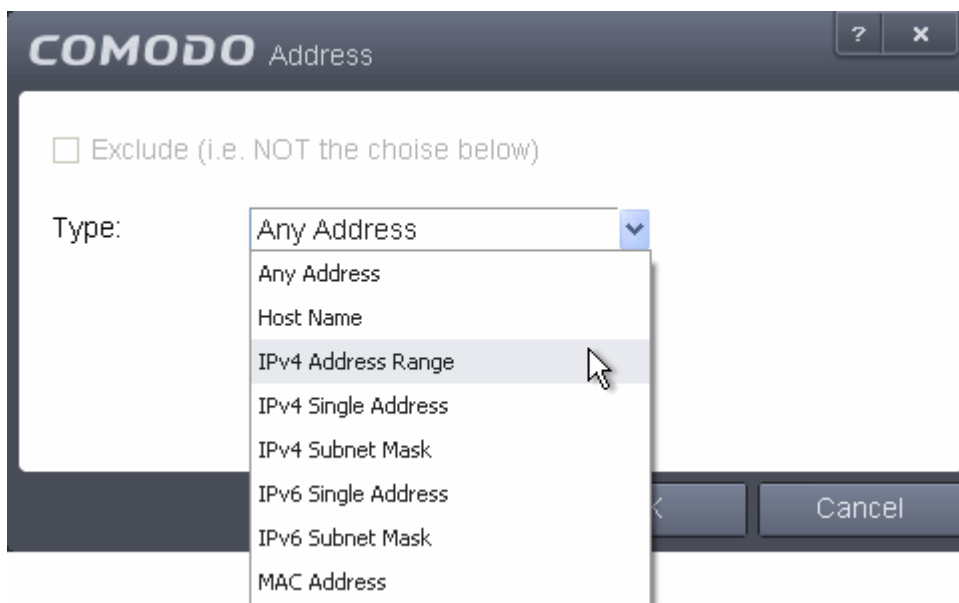 COMODO Address ? x
Exclude (i.e. NOT the choise below)
Type: Any Address
Any Address
Host Name
IPv4 Address Range
IPv4 Single Address
IPv4 Subnet Mask
IPv6 Single Address
IPv6 Subnet Mask
MAC Address
Cancel